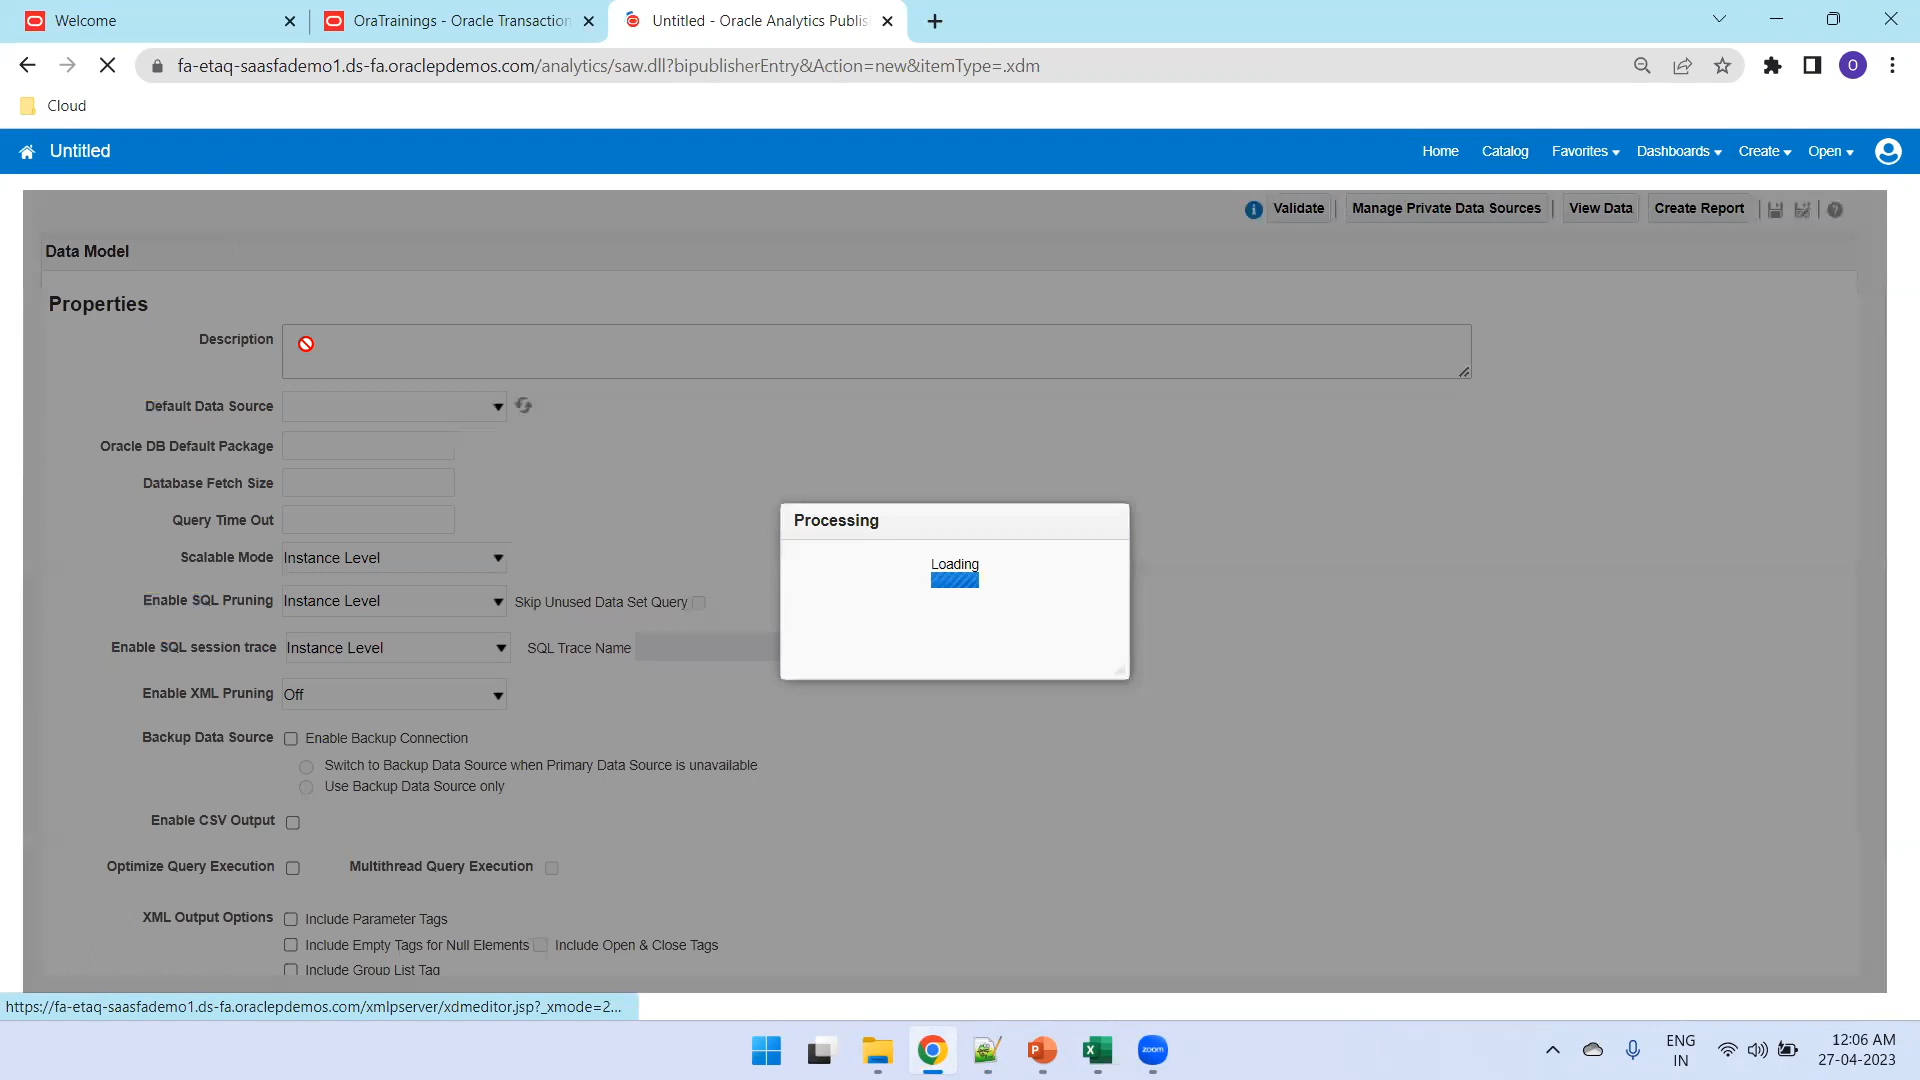 Welcome
OraTrainings - Oracle Transaction
Untitled - Oracle Analytics Publis
fa-etaq-saasfademo1.ds-fa.oraclepdemos.com/analytics/saw.dll?bipublisherEntry&Action=new&itemType=.xdm
O
Cloud
Untitled
Home
Catalog
Favorites
Dashboards
Create
Open
Validate
Manage Private Data Sources
View Data
Create Report
Data Model
Properties
Description
Default Data Source
Oracle DB Default Package
Database Fetch Size
Query Time Out
Scalable Mode Instance Level
Enable SQL Pruning Instance Level Skip Unused Data Set Query
Enable SQL session trace Instance Level SQL Trace Name
Enable XML Pruning Off
Processing
Loading
Backup Data Source Enable Backup Connection
Switch to Backup Data Source when Primary Data Source is unavailable
Use Backup Data Source only
Enable CSV Output
Optimize Query Execution Multithread Query Execution
XML Output Options Include Parameter Tags
Include Empty Tags for Null Elements Include Open & Close Tags
Include Group List Tag
https://fa-etaq-saasfademo1.ds-fa.oraclepdemos.com/xmlpserver/xdmeditor.jsp?_xmode=2...
zoom
ENG
IN
12:06 AM
27-04-2023